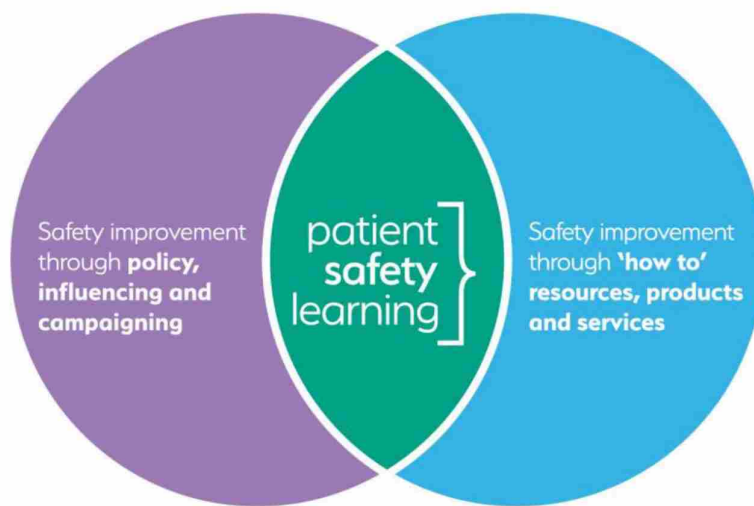 Safety improvement
through policy,
influencing and
campaigning
patient
safety
learning
Safety improvement
through ‘how to’
resources, products
and services